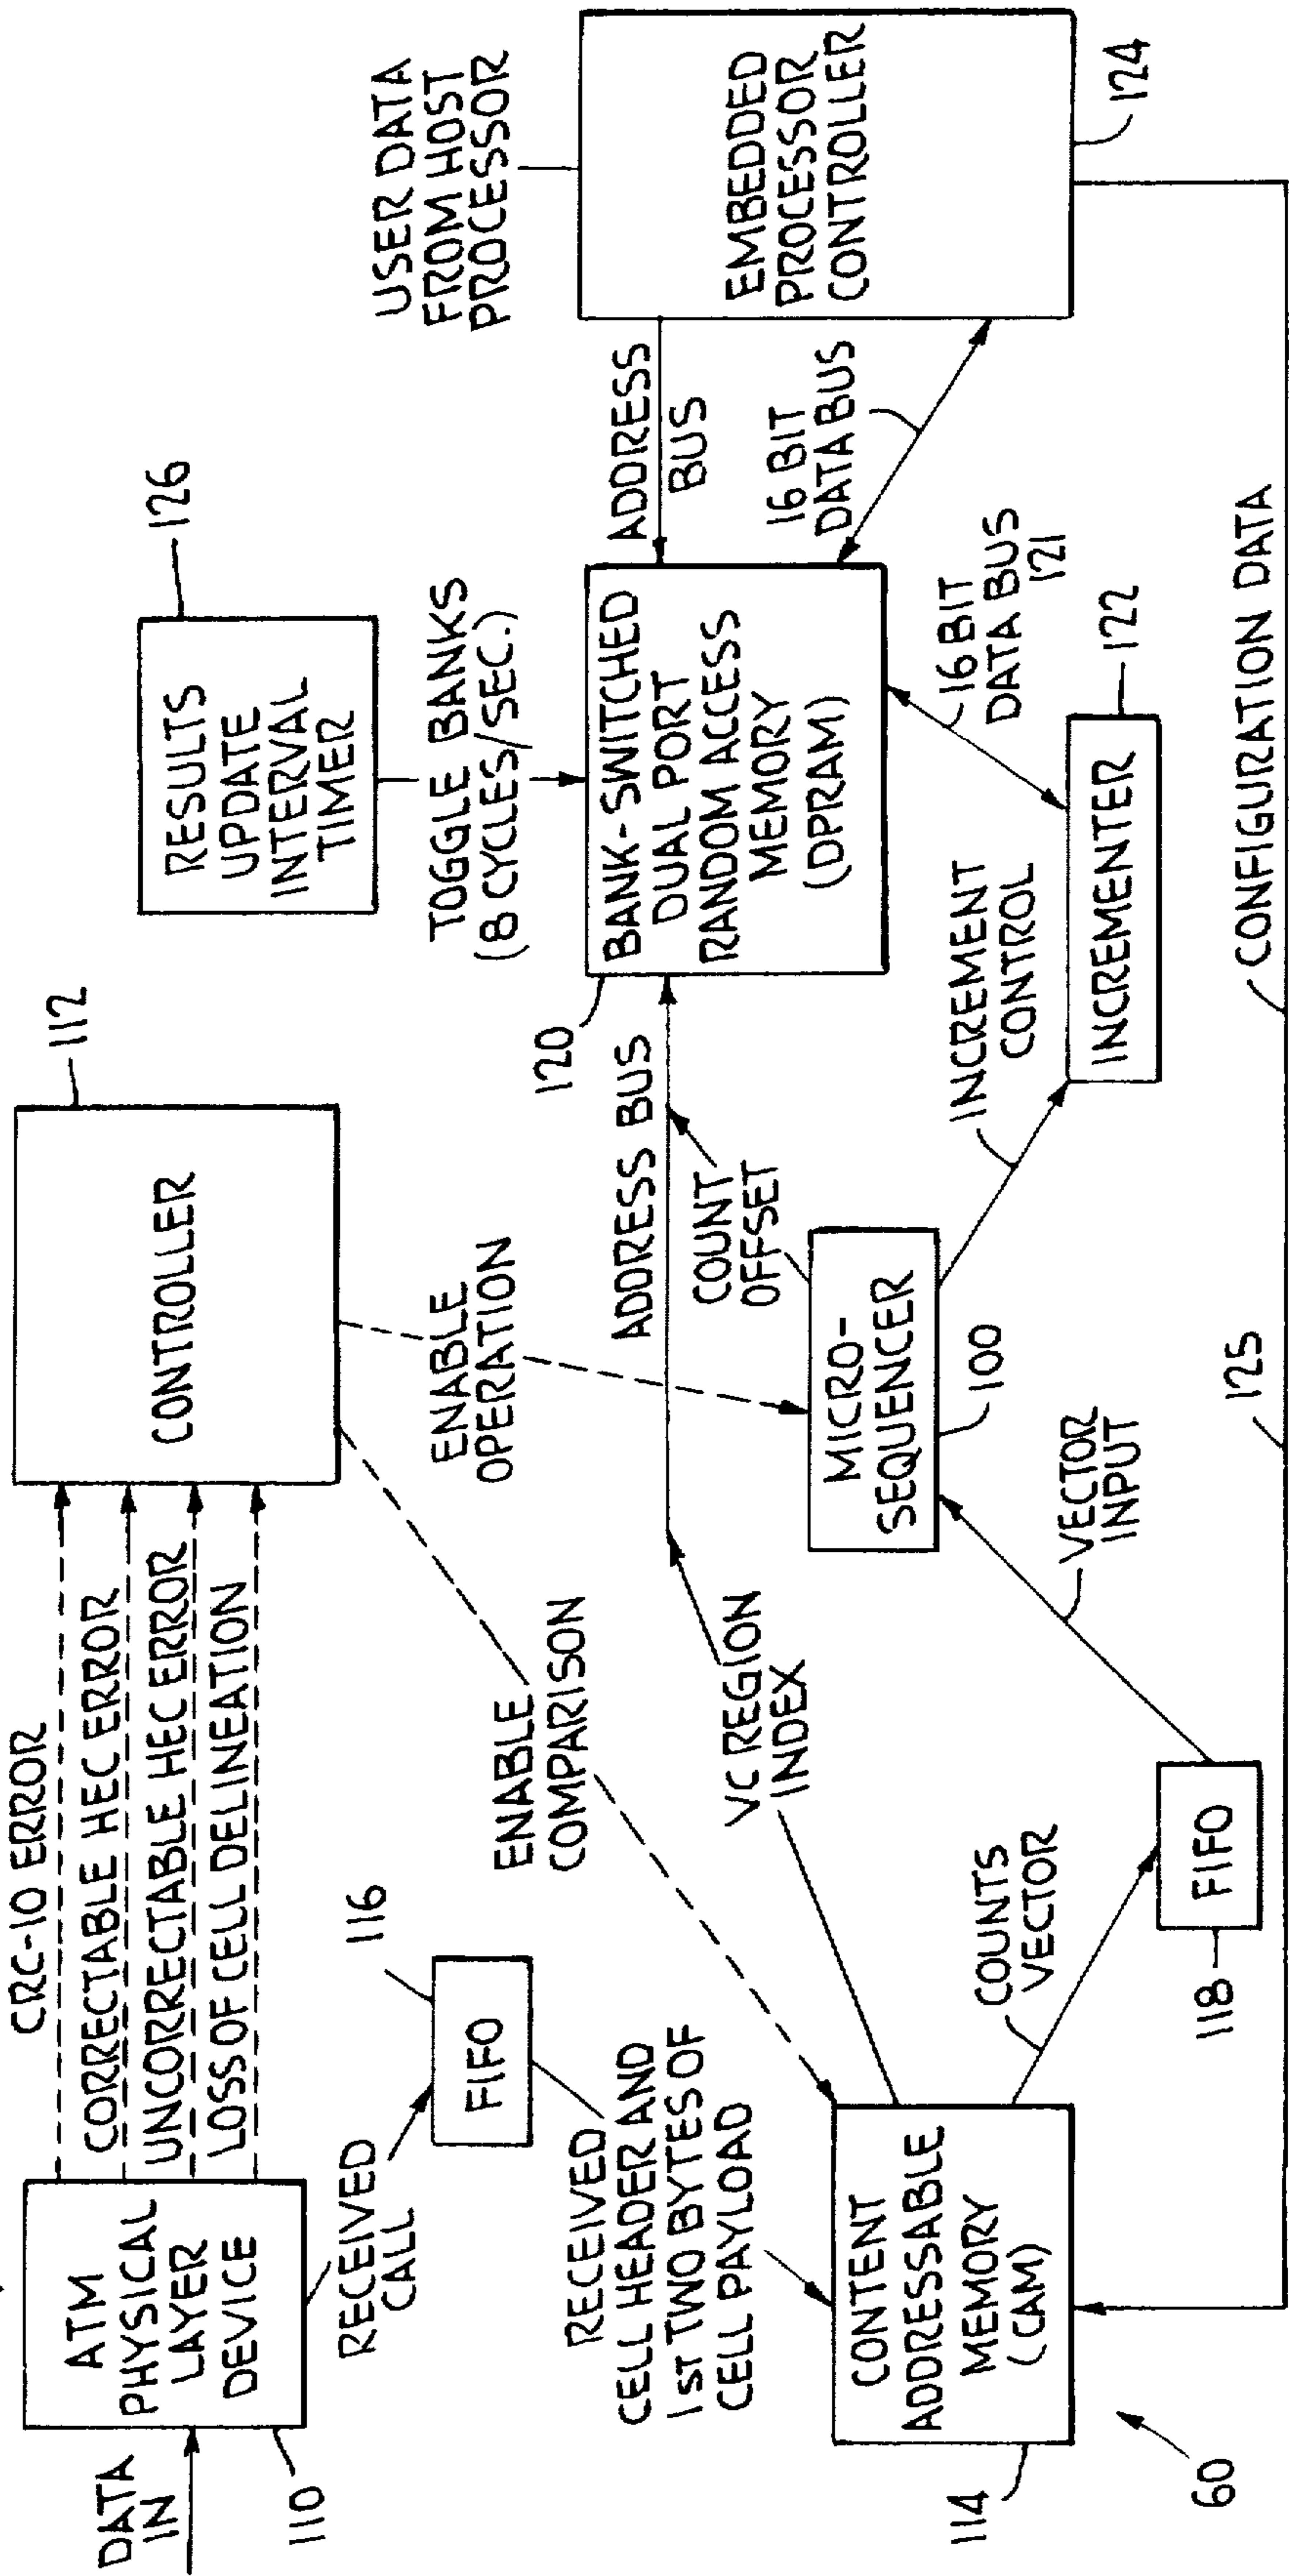 DATA
IN
110
ATM
PHYSICAL
LAYER
DEVICE
CRC-10 ERROR
CORRECTABLE HEC ERROR
UNCORRECTABLE HEC ERROR
LOSS OF CELL DELINEATION
CONTROLLER
112
RECEIVED
CALL
116
FIFO
ENABLE
COMPARISON
ENABLE
OPERATION
RESULTS
UPDATE
INTERVAL
TIMER
126
TOGGLE BANKS
(8 CYCLES/SEC.)
USER DATA
FROM HOST
PROCESSOR
RECEIVED
CELL HEADER AND
1ST TWO BYTES OF
CELL PAYLOAD
VC REGION
INDEX
ADDRESS BUS
120
COUNT
OFFSET
BANK-SWITCHED
DUAL PORT
RANDOM ACCESS
MEMORY
(DPRAM)
ADDRESS
BUS
16 BIT
DATA BUS
EMBEDDED
PROCESSOR
CONTROLLER
124
114
CONTENT
ADDRESSABLE
MEMORY
(CAM)
COUNTS
VECTOR
118
FIFO
VECTOR
INPUT
MICRO-
SEQUENCER
100
INCREMENT
CONTROL
16 BIT
DATA BUS
121
INCREMENTER
122
60
125
CONFIGURATION DATA